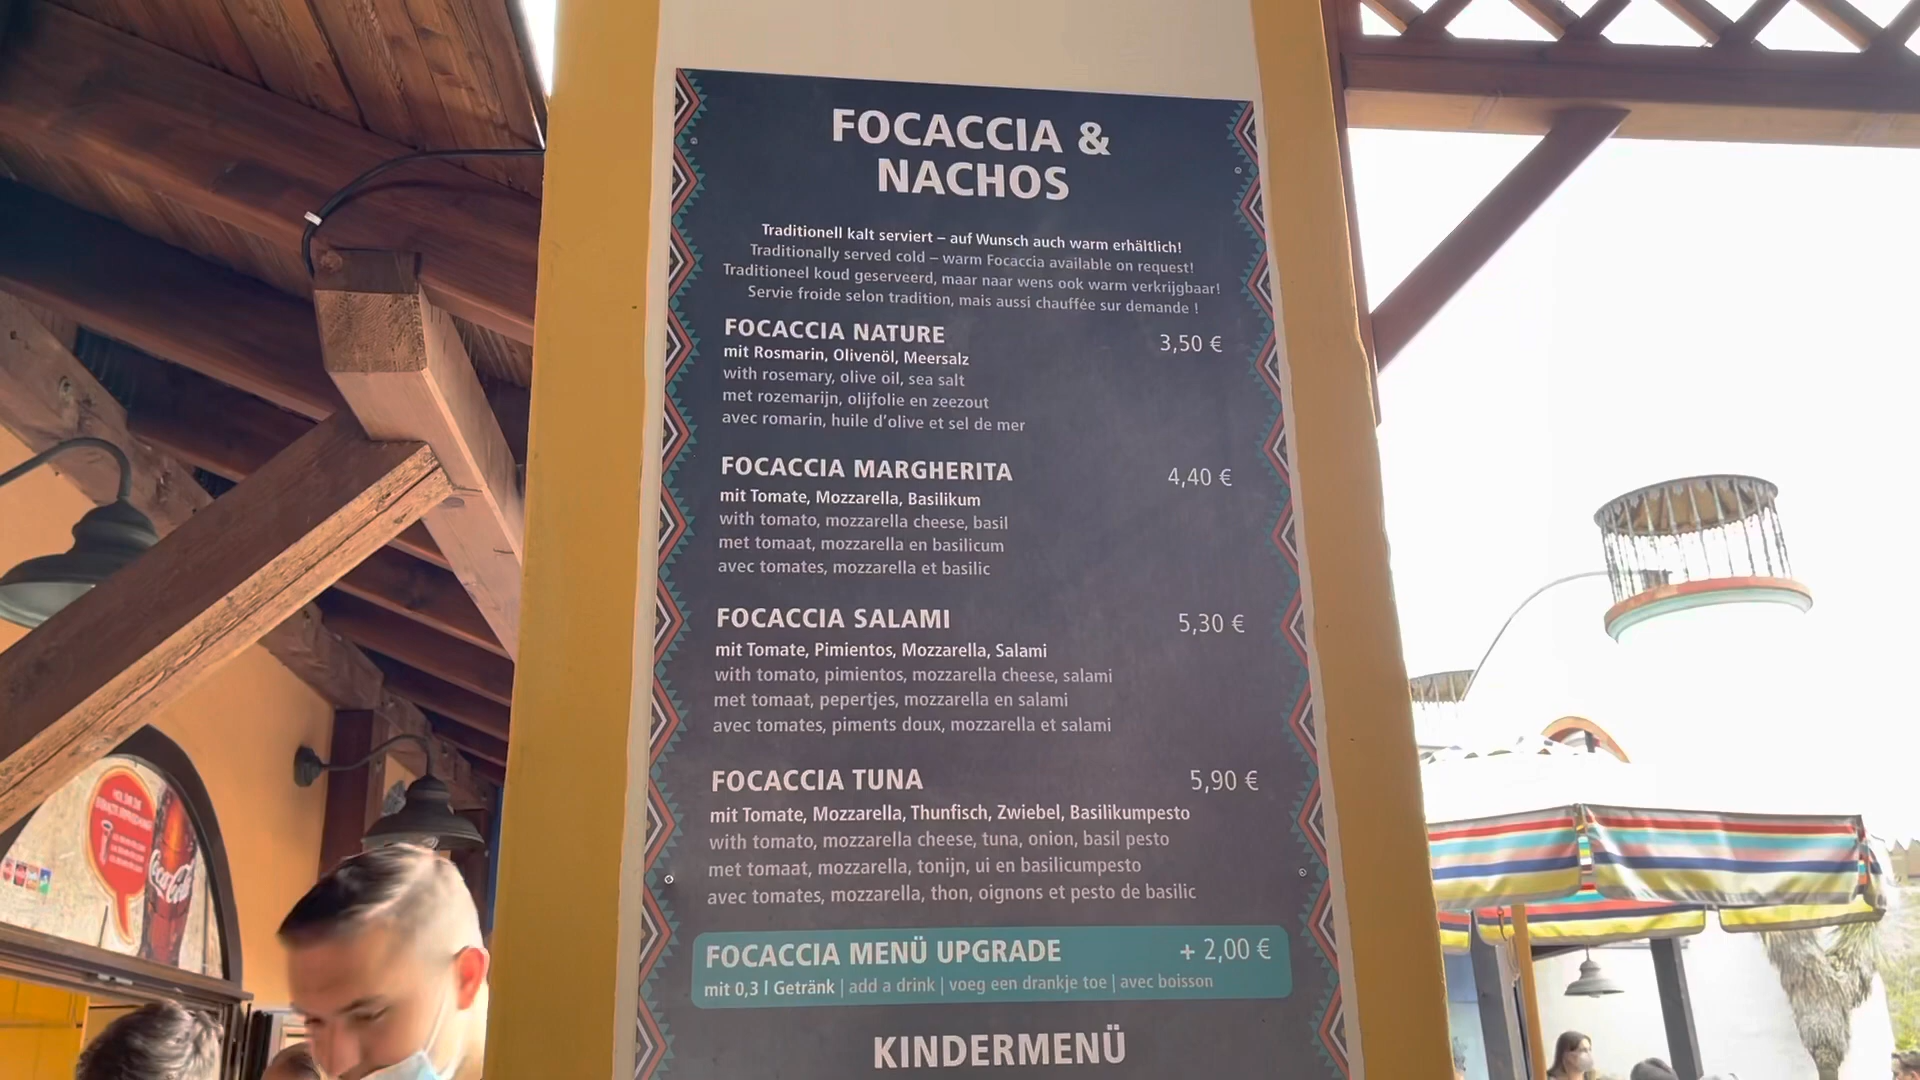 FOCACCIA &
NACHOS
Traditionell kalt serviert – auf Wunsch auch warm erhältlich!
Traditionally served cold – warm Focaccia available on request!
Traditioneel koud geserveerd, maar naar wens ook warm verkrijgbaar!
Servie froide selon tradition, mais aussi chauffée sur demande !
FOCACCIA NATURE 3,50 €
mit Rosmarin, Olivenöl, Meersalz
with rosemary, olive oil, sea salt
met rozemarijn, olijfolie en zeezout
avec romarin, huile d'olive et sel de mer
FOCACCIA MARGHERITA 4,40 €
mit Tomate, Mozzarella, Basilikum
with tomato, mozzarella cheese, basil
met tomaat, mozzarella en basilicum
avec tomates, mozzarella et basilic
FOCACCIA SALAMI 5,30 €
mit Tomate, Pimientos, Mozzarella, Salami
with tomato, pimientos, mozzarella cheese, salami
met tomaat, pepertjes, mozzarella en salami
avec tomates, piments doux, mozzarella et salami
FOCACCIA TUNA 5,90 €
mit Tomate, Mozzarella, Thunfisch, Zwiebel, Basilikumpesto
with tomato, mozzarella cheese, tuna, onion, basil pesto
met tomaat, mozzarella, tonijn, ui en basilicumpesto
avec tomates, mozzarella, thon, oignons et pesto de basilic
FOCACCIA MENÜ UPGRADE + 2,00 €
mit 0,3 l Getränk | add a drink | voeg een drankje toe | avec boisson
KINDERMENÜ
Coca-Cola